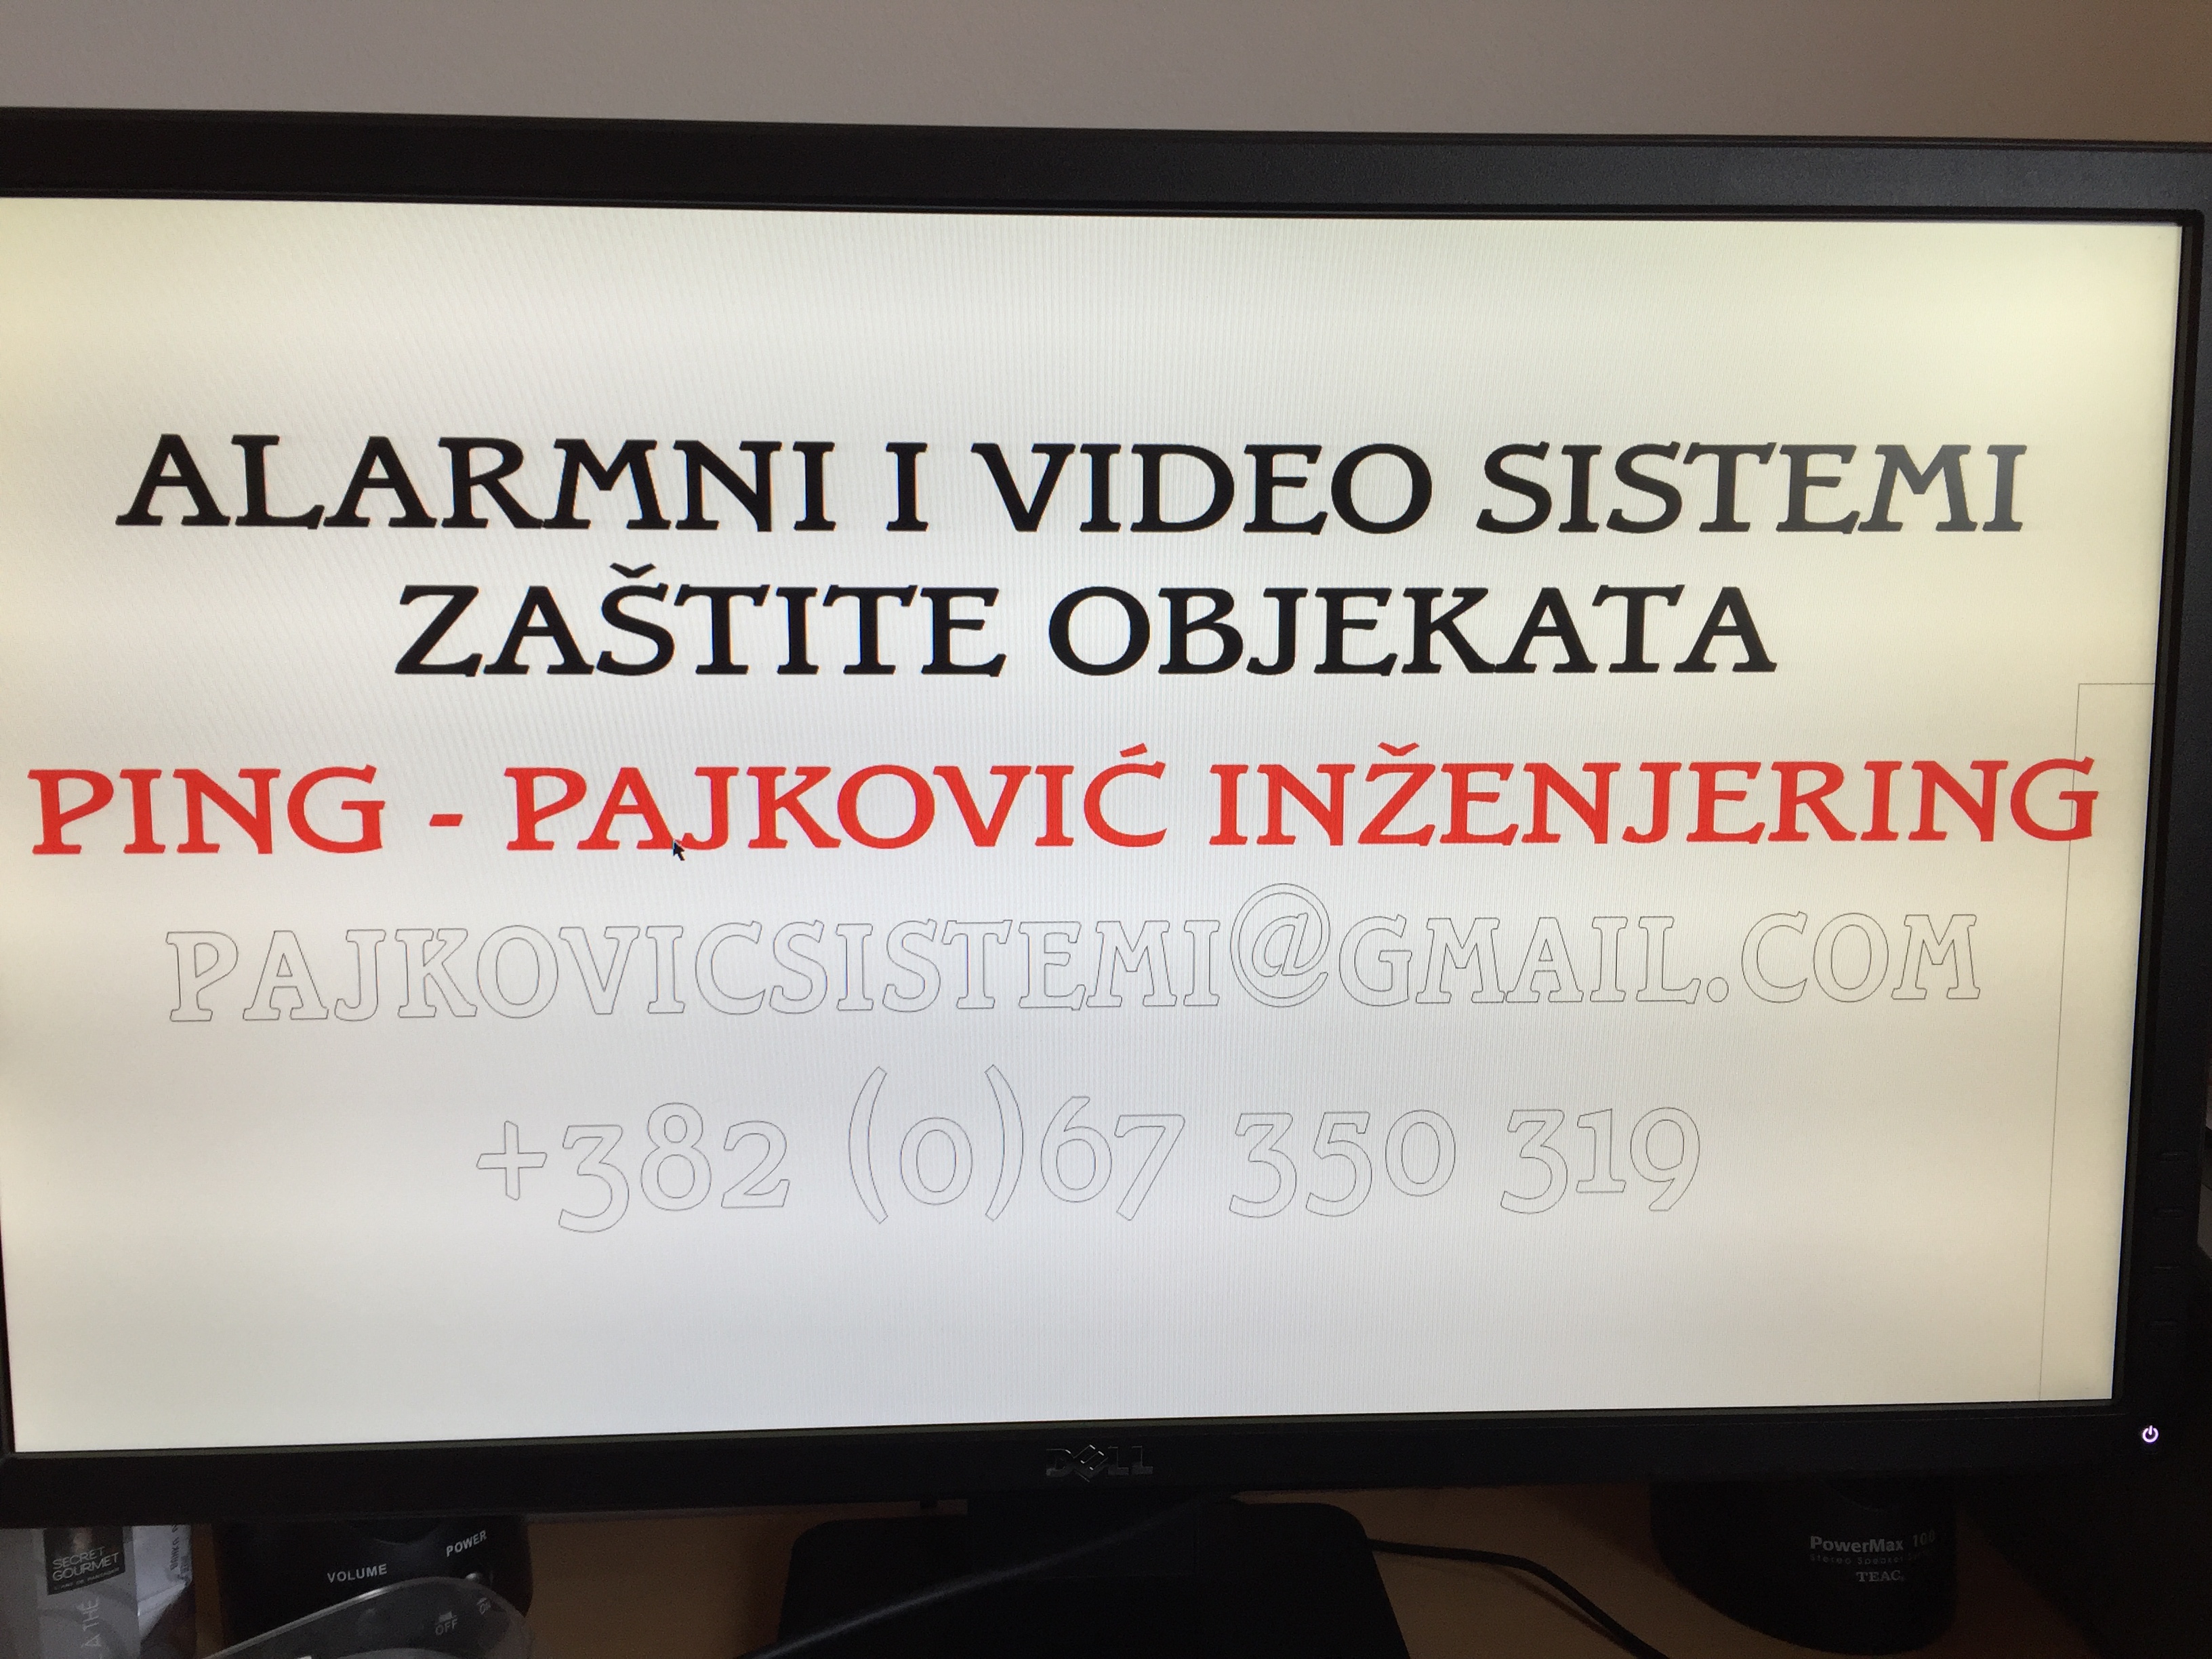 ALARMNI I VIDEO SISTEMI
ZAŠTITE OBJEKATA
PING - PAJKOVIĆ INŽENJERING
PAJKOVICSISTEMI@GMAIL.COM
+382 (0)67 350 319
DELL
SECRET
GOURMET
A THÉ
VOLUME
POWER
OFF
ON
PowerMax 100
Stereo Speaker
TEAC